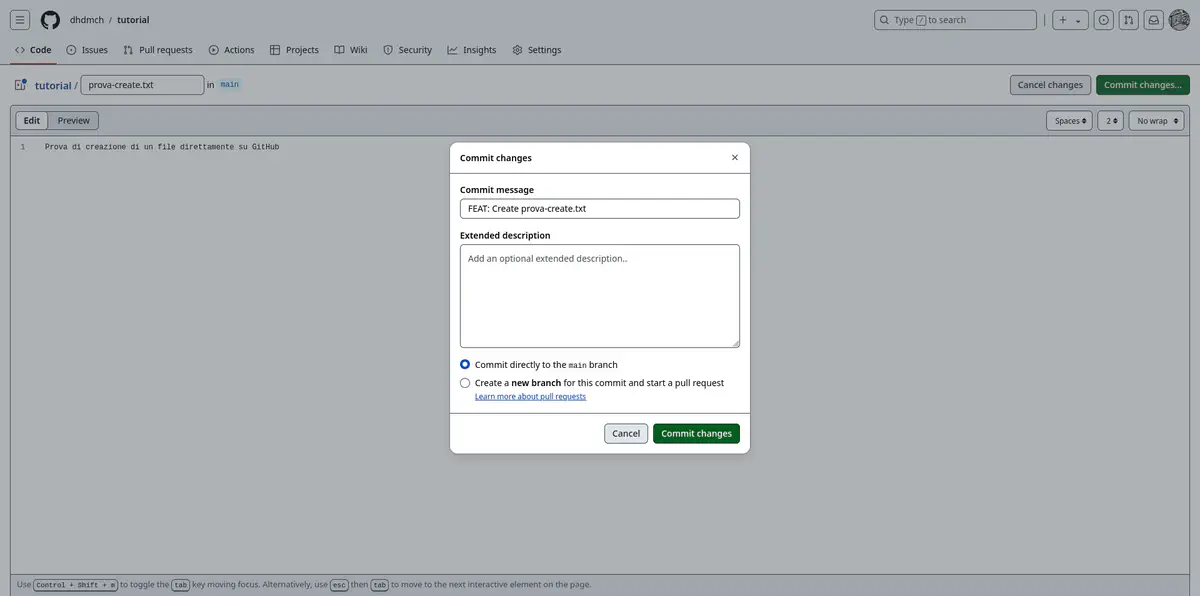 dhdmch / tutorial
Type / to search
Code Issues Pull requests Actions Projects Wiki Security Insights Settings
tutorial / prova-create.txt in main
Cancel changes Commit changes...
Edit Preview
Spaces 2 No wrap
1 Prova di creazione di un file direttamente su GitHub
Commit changes
Commit message
FEAT: Create prova-create.txt
Extended description
Add an optional extended description..
Commit directly to the main branch
Create a new branch for this commit and start a pull request
Learn more about pull requests
Cancel Commit changes
Use Control + Shift + m to toggle the tab key moving focus. Alternatively, use esc then tab to move to the next interactive element on the page.